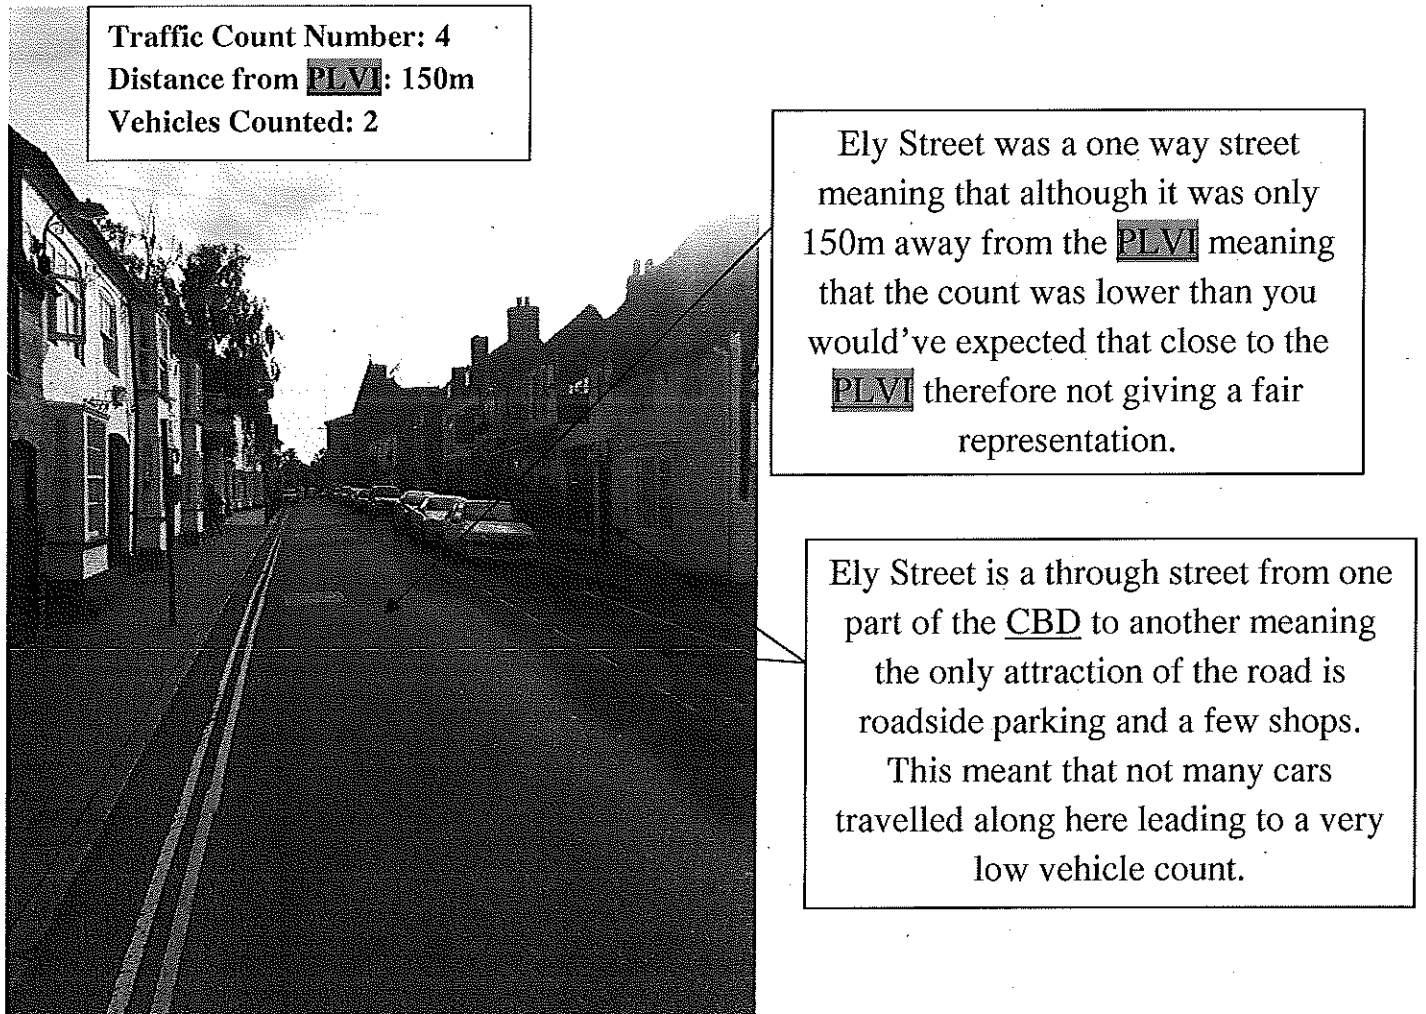 Traffic Count Number: 4
Distance from PLVI: 150m
Vehicles Counted: 2
Ely Street was a one way street
meaning that although it was only
150m away from the PLVI meaning
that the count was lower than you
would've expected that close to the
PLVI therefore not giving a fair
representation.
Ely Street is a through street from one
part of the CBD to another meaning
the only attraction of the road is
roadside parking and a few shops.
This meant that not many cars
travelled along here leading to a very
low vehicle count.